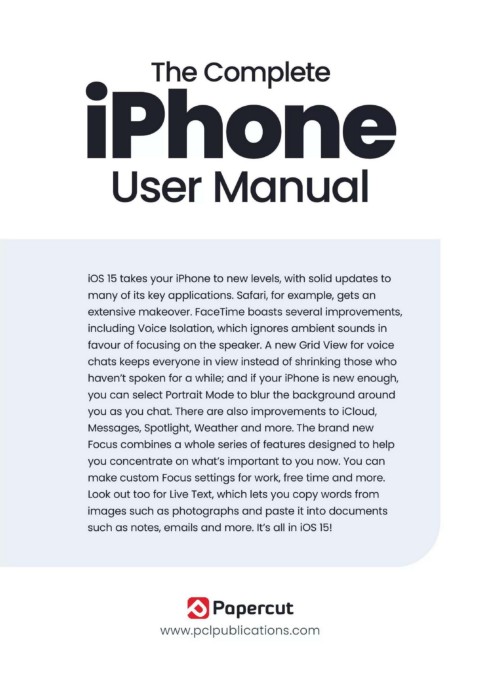 The Complete
iPhone
User Manual
iOS 15 takes your iPhone to new levels, with solid updates to
many of its key applications. Safari, for example, gets an
extensive makeover. FaceTime boasts several improvements,
including Voice Isolation, which ignores ambient sounds in
favour of focusing on the speaker. A new Grid View for voice
chats keeps everyone in view instead of shrinking those who
haven't spoken for a while; and if your iPhone is new enough,
you can select Portrait Mode to blur the background around
you as you chat. There are also improvements to iCloud,
Messages, Spotlight, Weather and more. The brand new
Focus combines a whole series of features designed to help
you concentrate on what's important to you now. You can
make custom Focus settings for work, free time and more.
Look out too for Live Text, which lets you copy words from
images such as photographs and paste it into documents
such as notes, emails and more. It's all in iOS 15!
Papercut
www.pclpublications.com